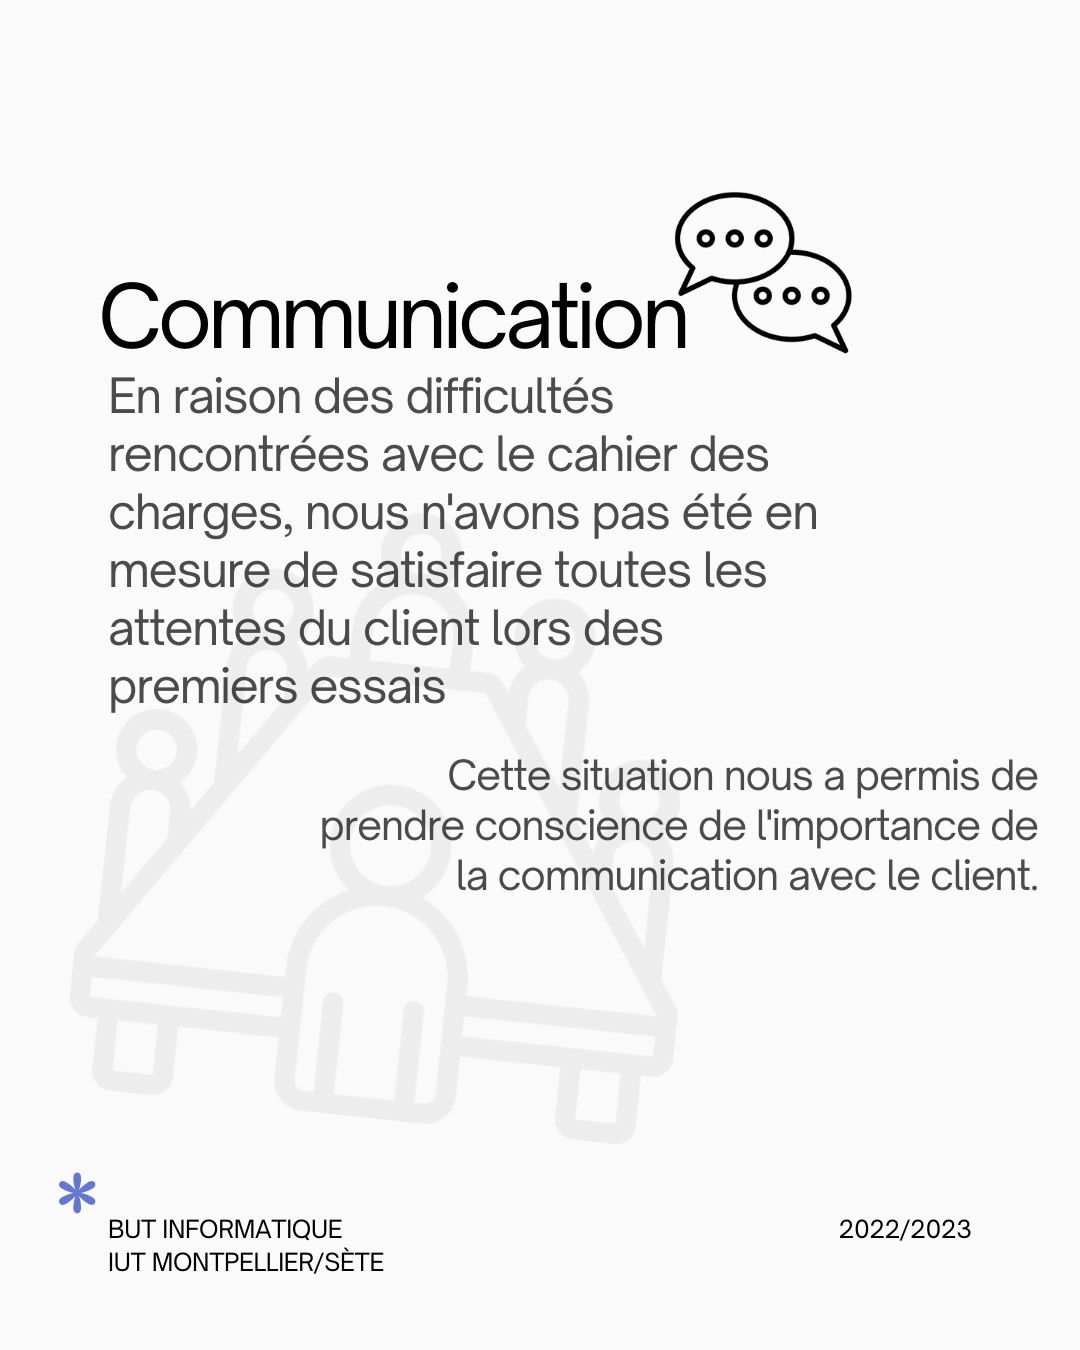 Communication
En raison des difficultés
rencontrées avec le cahier des
charges, nous n'avons pas été en
mesure de satisfaire toutes les
attentes du client lors des
premiers essais
Cette situation nous a permis de
prendre conscience de l'importance de
la communication avec le client.
BUT INFORMATIQUE
IUT MONTPELLIER/SÈTE
2022/2023